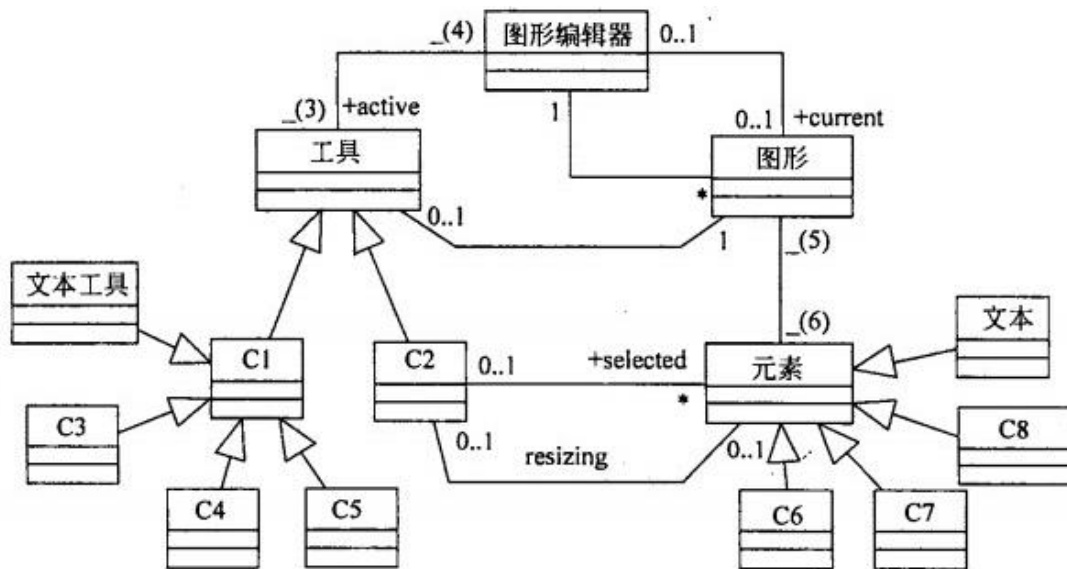 _(4)
图形编辑器
0..1
_(3)
+active
1
0..1
+current
工具
图形
0..1
*
1
_(5)
文本工具
文本
_(6)
C1
C2
0..1
+selected
元素
*
C3
C8
0..1
resizing
0..1
C4
C5
C6
C7